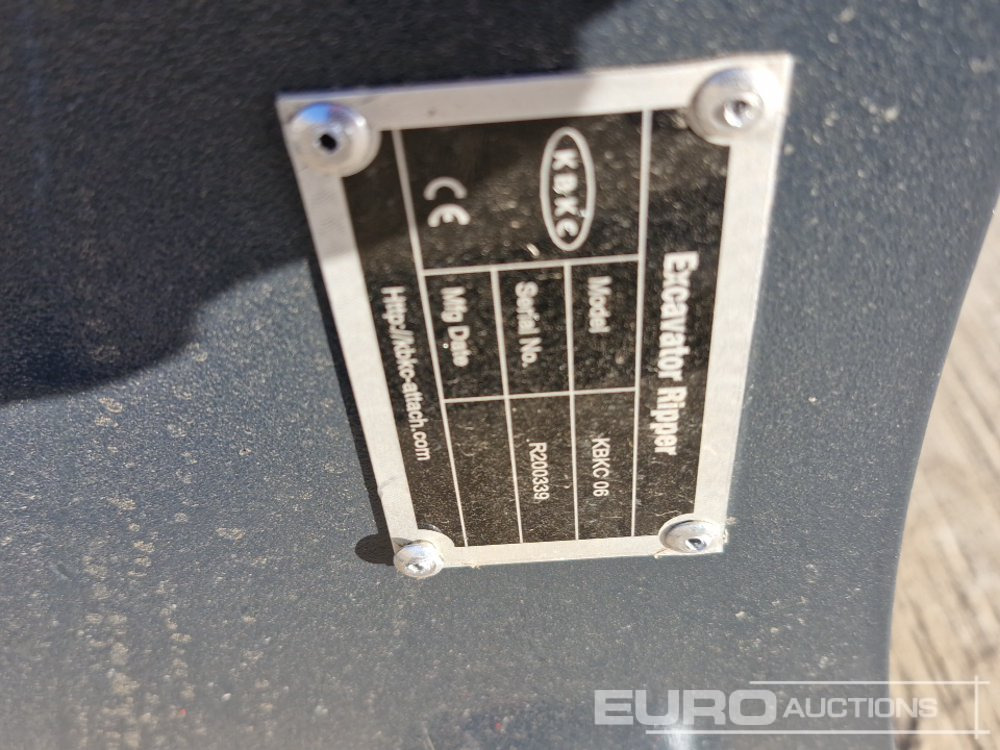 Excavator Ripper
KBKC
CE
Model KBKC 06
Serial No. R200339
Mfg Date
Http://kbkc-attach.com
EURO AUCTIONS